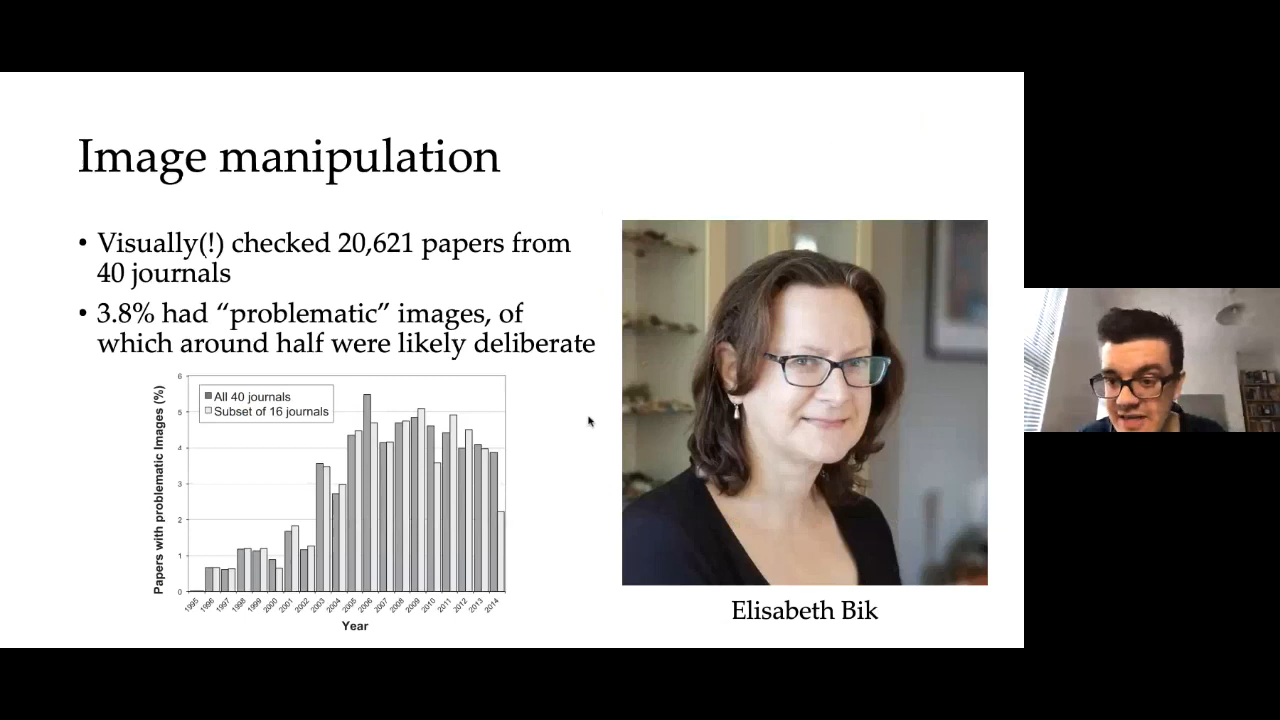 Image manipulation
• Visually(!) checked 20,621 papers from
40 journals
• 3.8% had “problematic” images, of
which around half were likely deliberate
Papers with problematic Images (%)
6
5
4
3
2
1
0
All 40 journals
Subset of 16 journals
1995 1996 1997 1998 1999 2000 2001 2002 2003 2004 2005 2006 2007 2008 2009 2010 2011 2012 2013 2014
Year
Elisabeth Bik